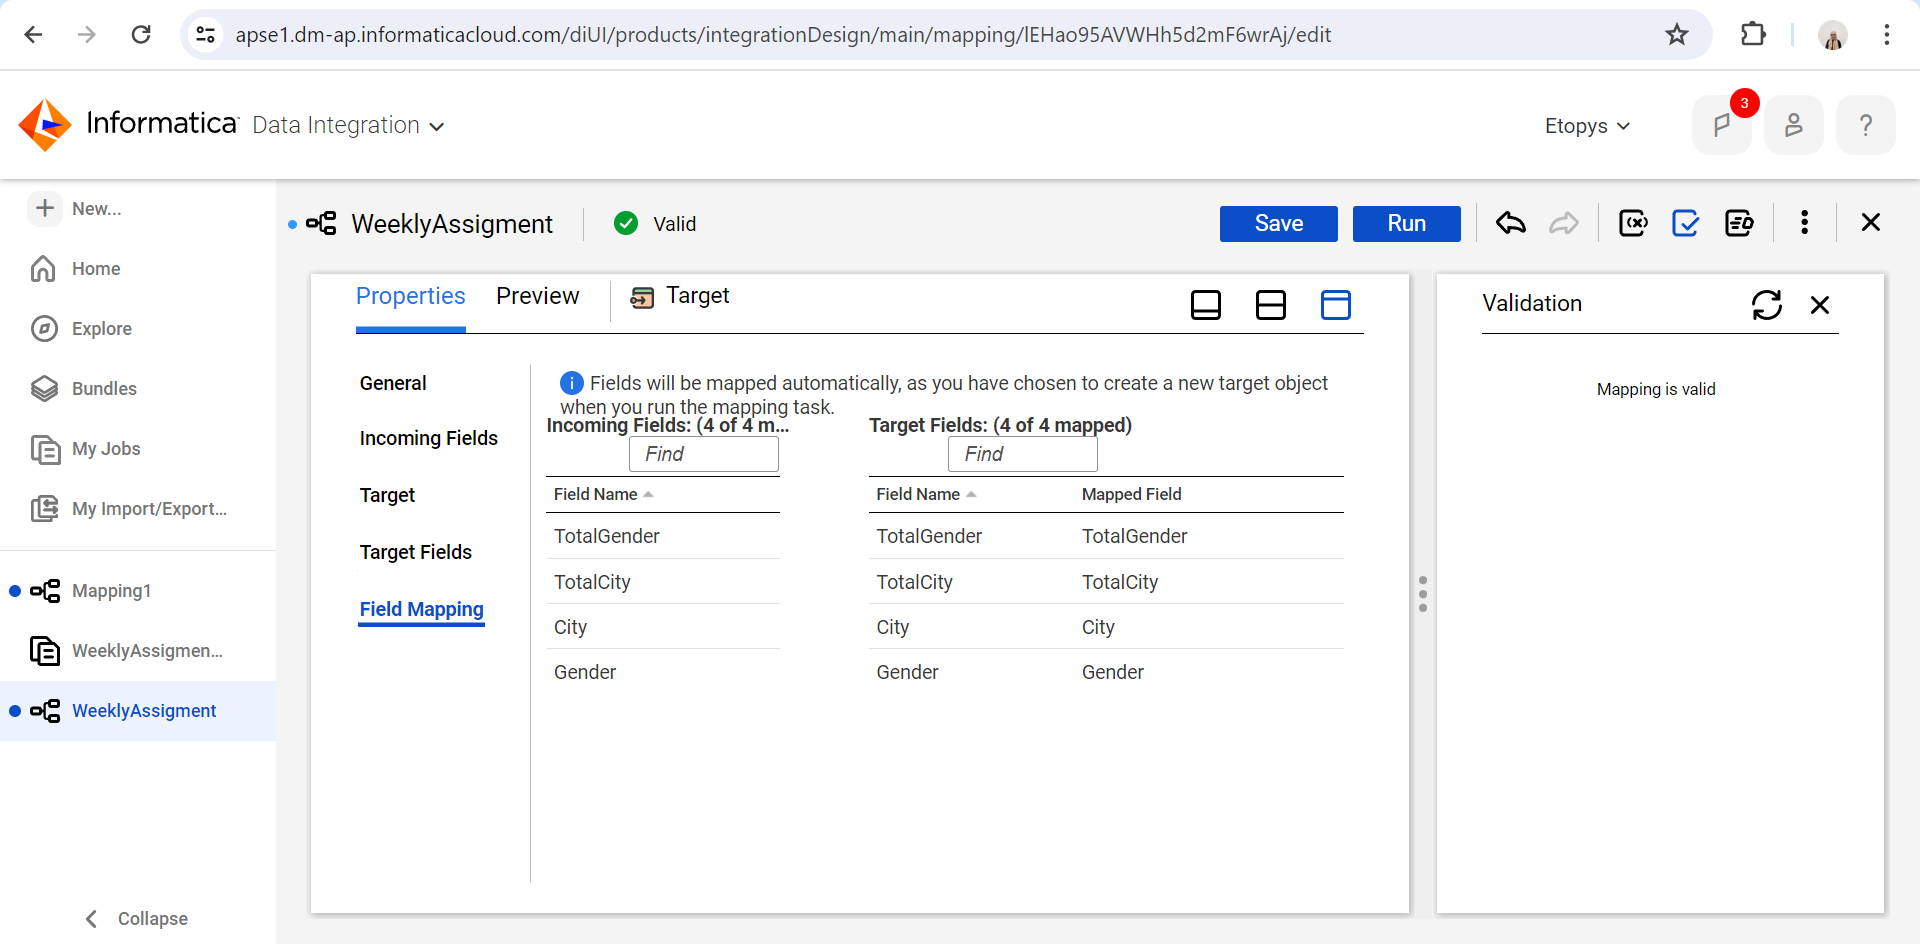 apse1.dm-ap.informaticacloud.com/diUI/products/integrationDesign/main/mapping/lEHao95AVWHh5d2mF6wrAj/edit
Informatica Data Integration
Etopys
3
?
New...
Home
Explore
Bundles
My Jobs
My Import/Export...
Mapping1
WeeklyAssigmen...
WeeklyAssigment
Collapse
WeeklyAssigment
Valid
Save
Run
Properties
Preview
Target
General
Incoming Fields
Target
Target Fields
Field Mapping
Fields will be mapped automatically, as you have chosen to create a new target object
when you run the mapping task.
Incoming Fields: (4 of 4 m...
Find
Field Name
TotalGender
TotalCity
City
Gender
Target Fields: (4 of 4 mapped)
Find
Field Name Mapped Field
TotalGender TotalGender
TotalCity TotalCity
City City
Gender Gender
Validation
Mapping is valid